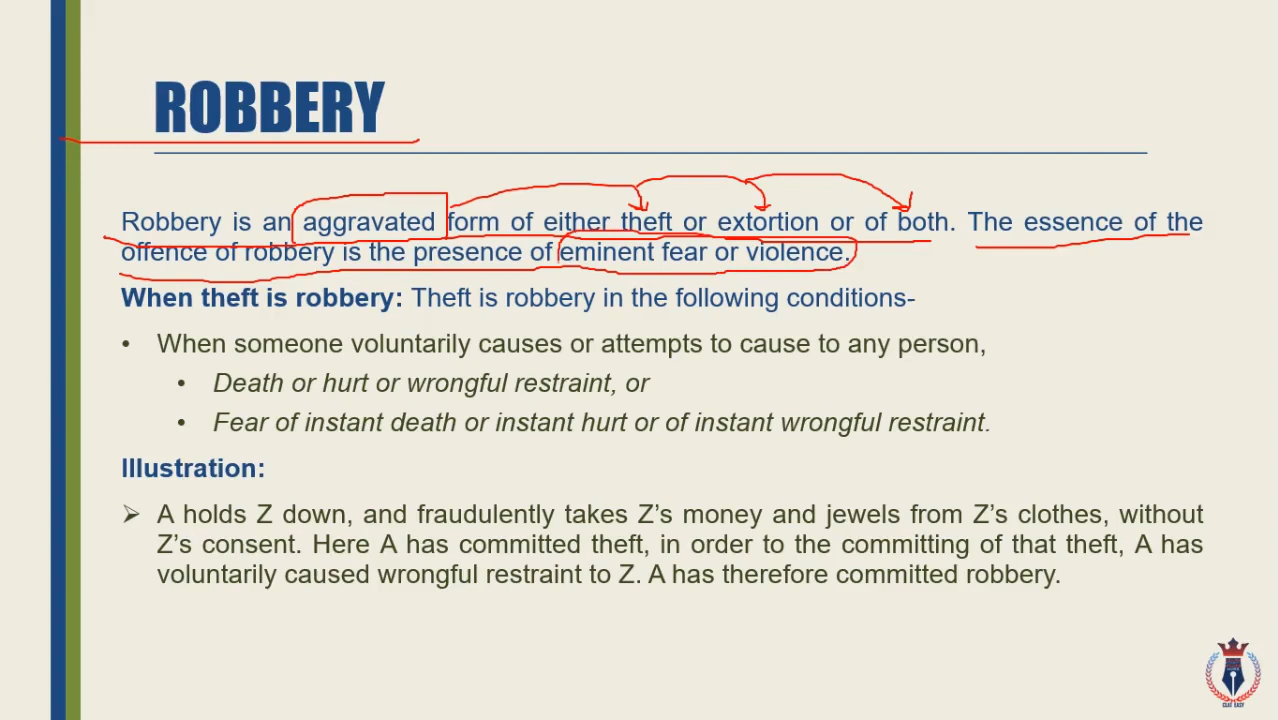 ROBBERY
Robbery is an aggravated form of either theft or extortion or of both. The essence of the
offence of robbery is the presence of eminent fear or violence.
When theft is robbery: Theft is robbery in the following conditions-
• When someone voluntarily causes or attempts to cause to any person,
• Death or hurt or wrongful restraint, or
• Fear of instant death or instant hurt or of instant wrongful restraint.
Illustration:
➢ A holds Z down, and fraudulently takes Z’s money and jewels from Z’s clothes, without
Z’s consent. Here A has committed theft, in order to the committing of that theft, A has
voluntarily caused wrongful restraint to Z. A has therefore committed robbery.
CLAT EASY